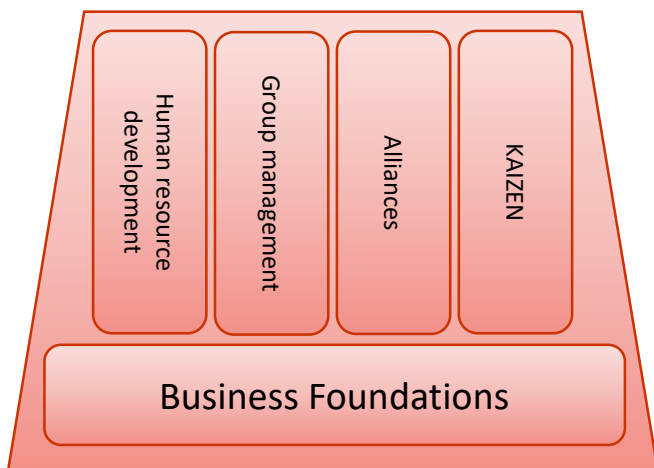 Human resource
development
Group management
Alliances
KAIZEN
Business Foundations